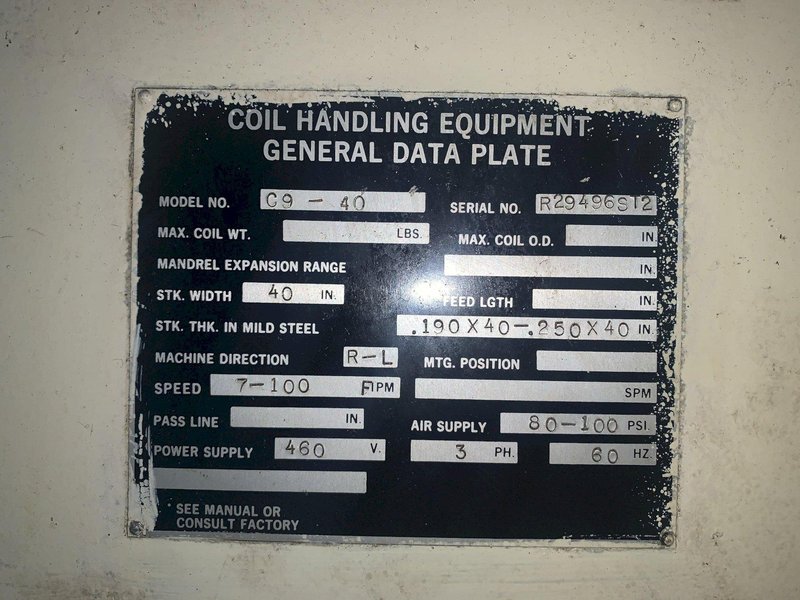 COIL HANDLING EQUIPMENT
GENERAL DATA PLATE
MODEL NO. C9 - 40 SERIAL NO. R29496S12
MAX. COIL WT. LBS. MAX. COIL O.D. IN.
MANDREL EXPANSION RANGE IN.
STK. WIDTH 40 IN. FEED LGTH IN.
STK. THK. IN MILD STEEL .190X40-.250X40 IN.
MACHINE DIRECTION R-L MTG. POSITION
SPEED 7-100 FPM SPM
PASS LINE IN. AIR SUPPLY 80-100 PSI.
POWER SUPPLY 460 V. 3 PH. 60 HZ.
SEE MANUAL OR
CONSULT FACTORY